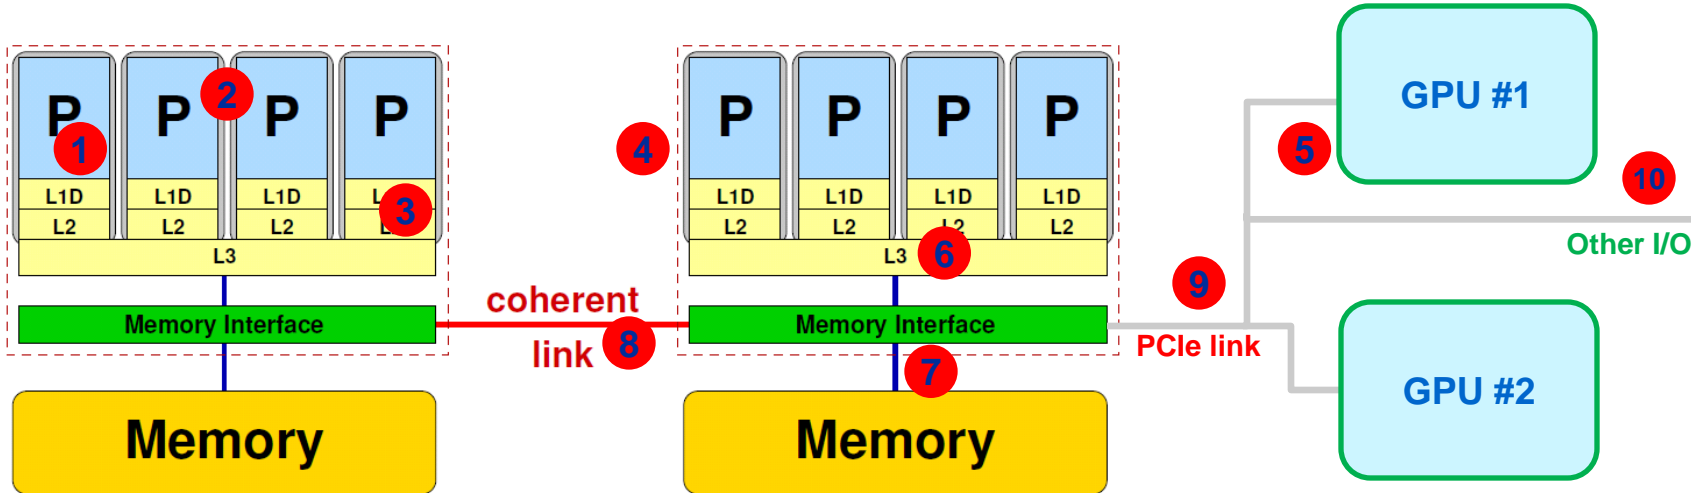 P P P P
1
2
L1D L1D L1D
L2 L2 L2
3
L3
Memory Interface
Memory
coherent
link
8
4
P P P P
L1D L1D L1D L1D
L2 L2 L2 L2
L3
6
Memory Interface
7
Memory
PCIe link
9
5
GPU #1
10
Other I/O
GPU #2